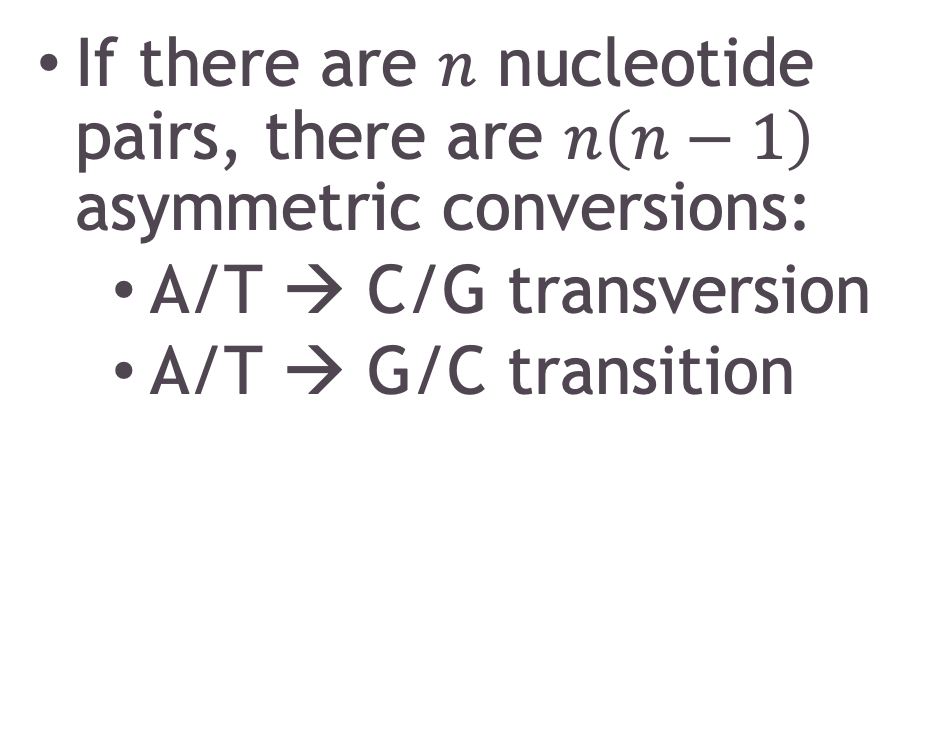 • If there are n nucleotide
pairs, there are n(n − 1)
asymmetric conversions:
• A/T → C/G transversion
• A/T → G/C transition